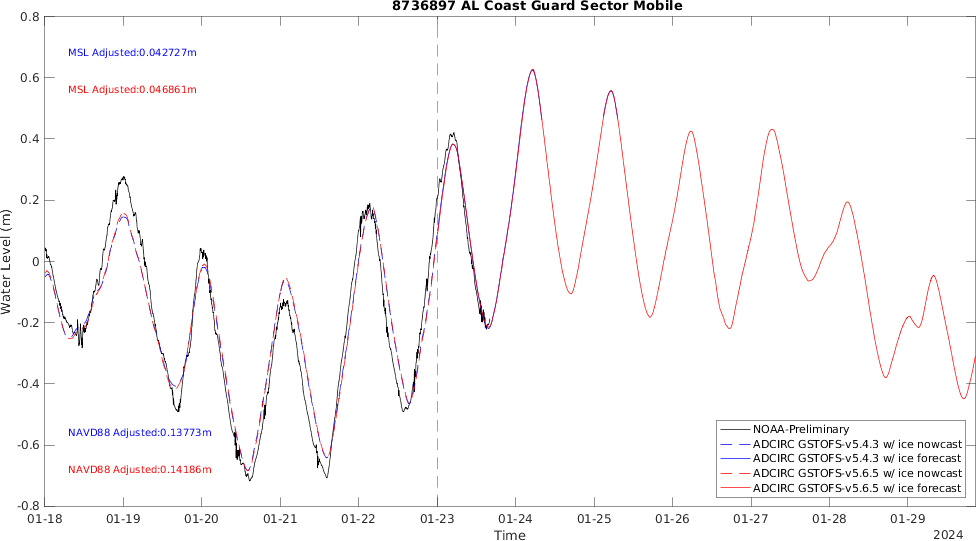 8736897 AL Coast Guard Sector Mobile
0.8
MSL Adjusted:0.042727m
0.6
MSL Adjusted:0.046861m
0.4
0.2
0
-0.2
-0.4
-0.6
-0.8
Water Level (m)
NAVD88 Adjusted:0.13773m
NAVD88 Adjusted:0.14186m
NOAA-Preliminary
ADCIRC GSTOFS-v5.4.3 w/ ice nowcast
ADCIRC GSTOFS-v5.4.3 w/ ice forecast
ADCIRC GSTOFS-v5.6.5 w/ ice nowcast
ADCIRC GSTOFS-v5.6.5 w/ ice forecast
01-18 01-19 01-20 01-21 01-22 01-23 01-24 01-25 01-26 01-27 01-28 01-29
Time
2024